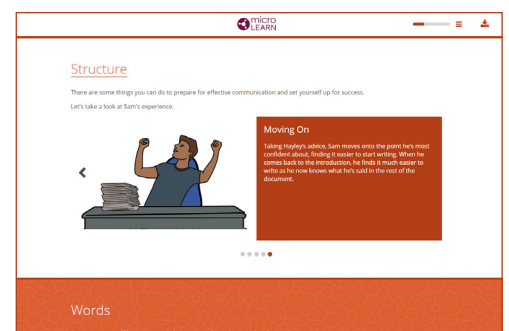 micro
LEARN
Structure
There are some things you can do to prepare for effective communication and set yourself up for success.
Let's take a look at Sam's experience.
Moving On
Taking Hayley's advice, Sam moves onto the point he's most
confident about, finding it easier to start writing. When he
comes back to the introduction, he finds it much easier to
write as he now knows what he's said in the rest of the
document.
Words